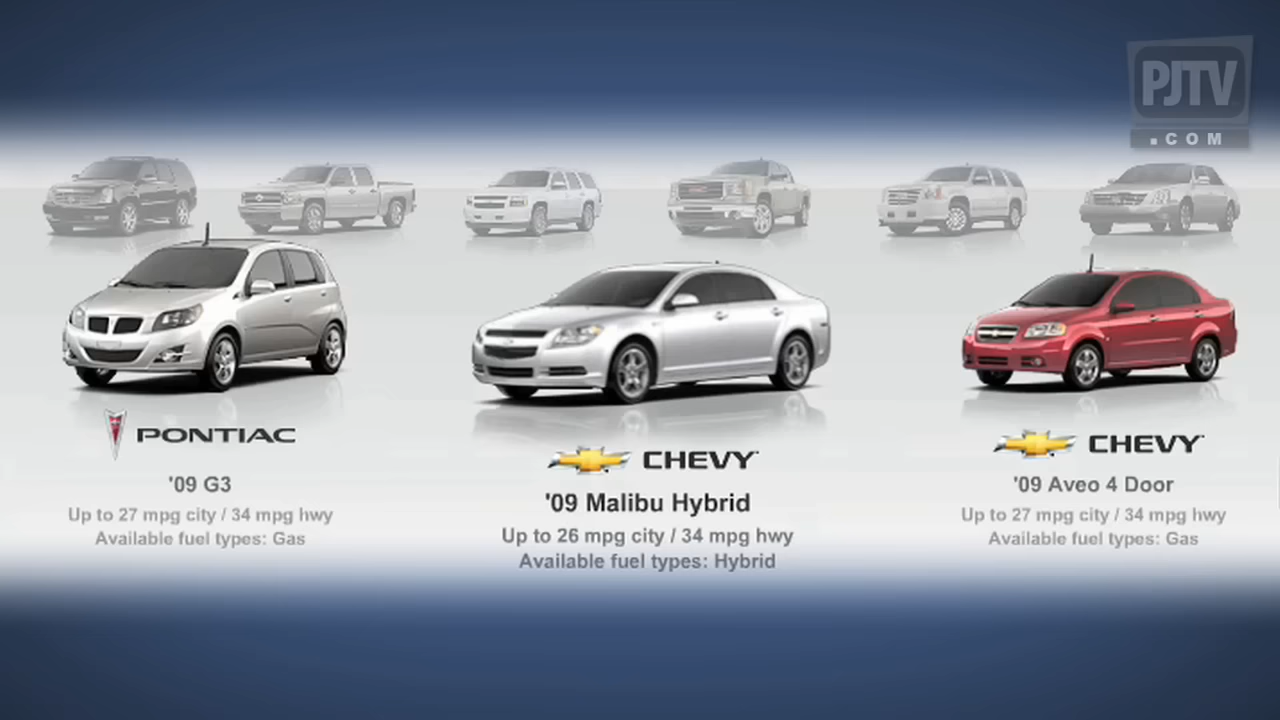 PJTV
.COM
PONTIAC
'09 G3
Up to 27 mpg city / 34 mpg hwy
Available fuel types: Gas
CHEVY
'09 Malibu Hybrid
Up to 26 mpg city / 34 mpg hwy
Available fuel types: Hybrid
CHEVY
'09 Aveo 4 Door
Up to 27 mpg city / 34 mpg hwy
Available fuel types: Gas